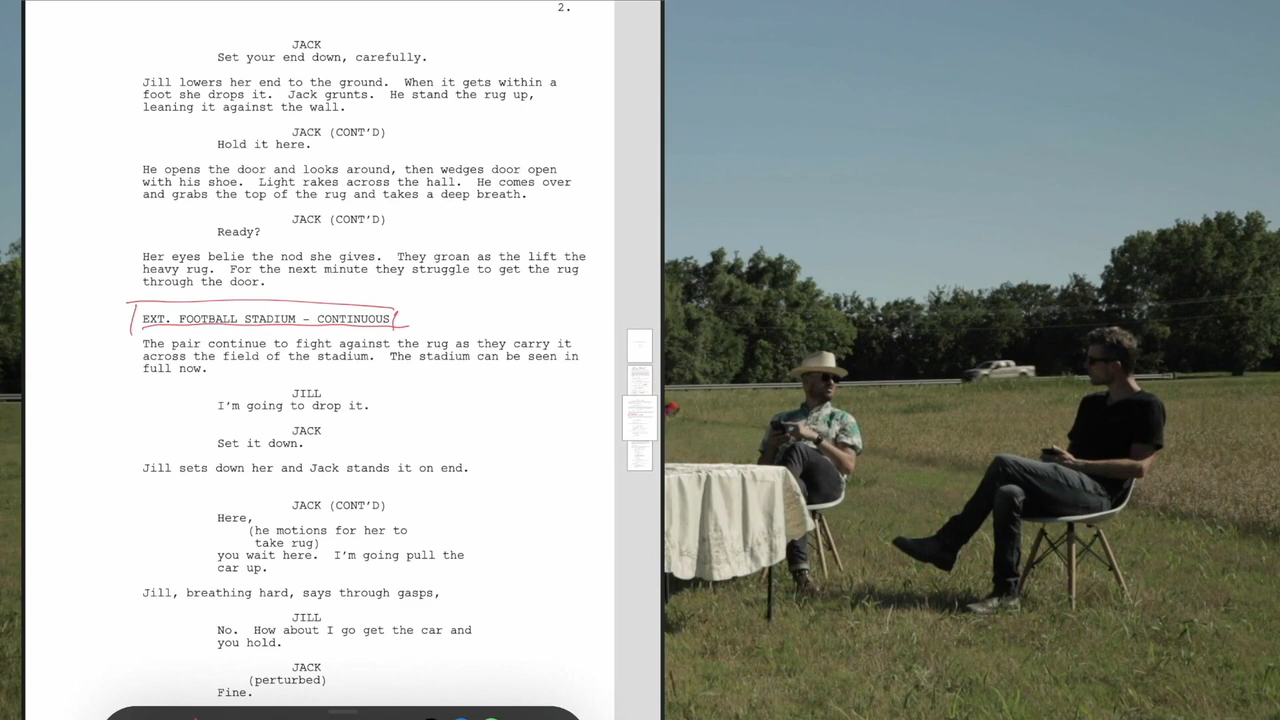 2.
JACK
Set your end down, carefully.
Jill lowers her end to the ground.  When it gets within a
foot she drops it.  Jack grunts.  He stand the rug up,
leaning it against the wall.
JACK (CONT'D)
Hold it here.
He opens the door and looks around, then wedges door open
with his shoe.  Light rakes across the hall.  He comes over
and grabs the top of the rug and takes a deep breath.
JACK (CONT'D)
Ready?
Her eyes belie the nod she gives.  They groan as the lift the
heavy rug.  For the next minute they struggle to get the rug
through the door.
EXT. FOOTBALL STADIUM - CONTINUOUS
The pair continue to fight against the rug as they carry it
across the field of the stadium.  The stadium can be seen in
full now.
JILL
I'm going to drop it.
JACK
Set it down.
Jill sets down her and Jack stands it on end.
JACK (CONT'D)
Here,
(he motions for her to
take rug)
you wait here.  I'm going pull the
car up.
Jill, breathing hard, says through gasps,
JILL
No.  How about I go get the car and
you hold.
JACK
(perturbed)
Fine.